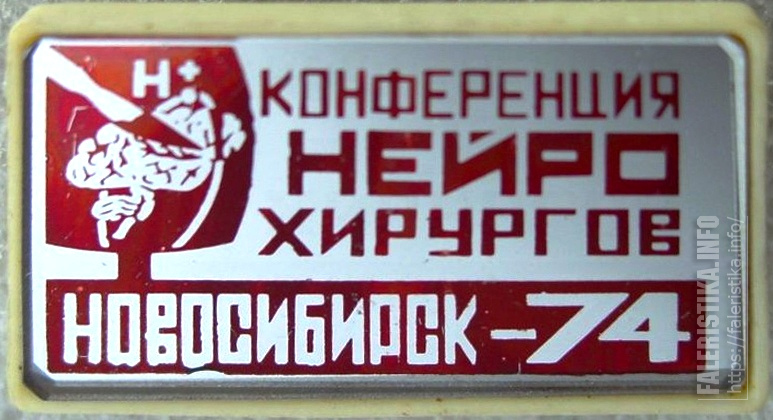 Н+
КОНФЕРЕНЦИЯ
НЕЙРО
ХИРУРГОВ
НОВОСИБИРСК-74
FALERISTIKA.INFO
https://faleristika.info/